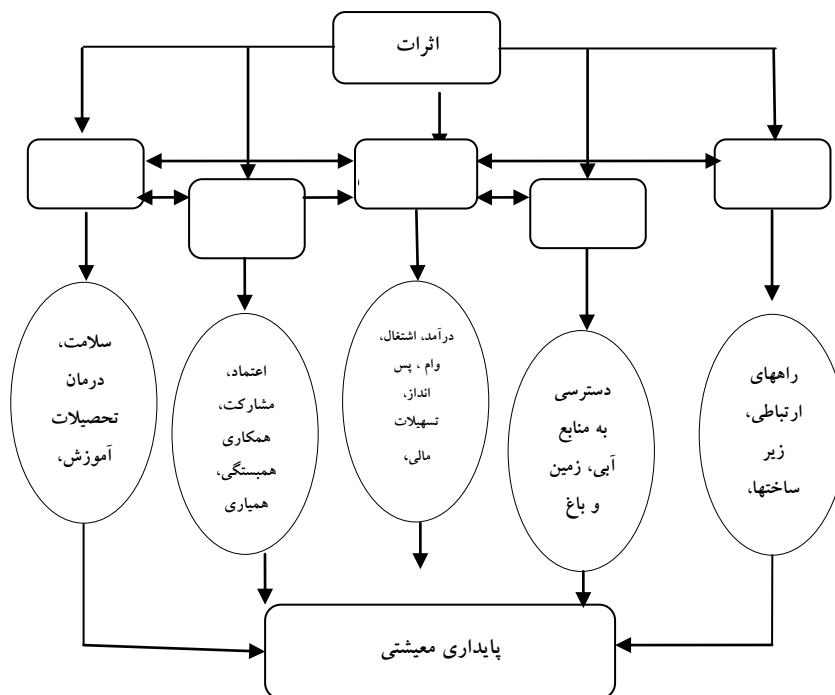 اثرات
راههای
ارتباطی،
زیر
ساختها،
دسترسی
به منابع
آبی، زمین
و باغ
درآمد، اشتغال،
وام ، پس
انداز،
تسهیلات
مالی،
اعتماد،
مشارکت،
همکاری
همبستگی،
همیاری
سلامت،
درمان
تحصیلات
آموزش،
پایداری معیشتی